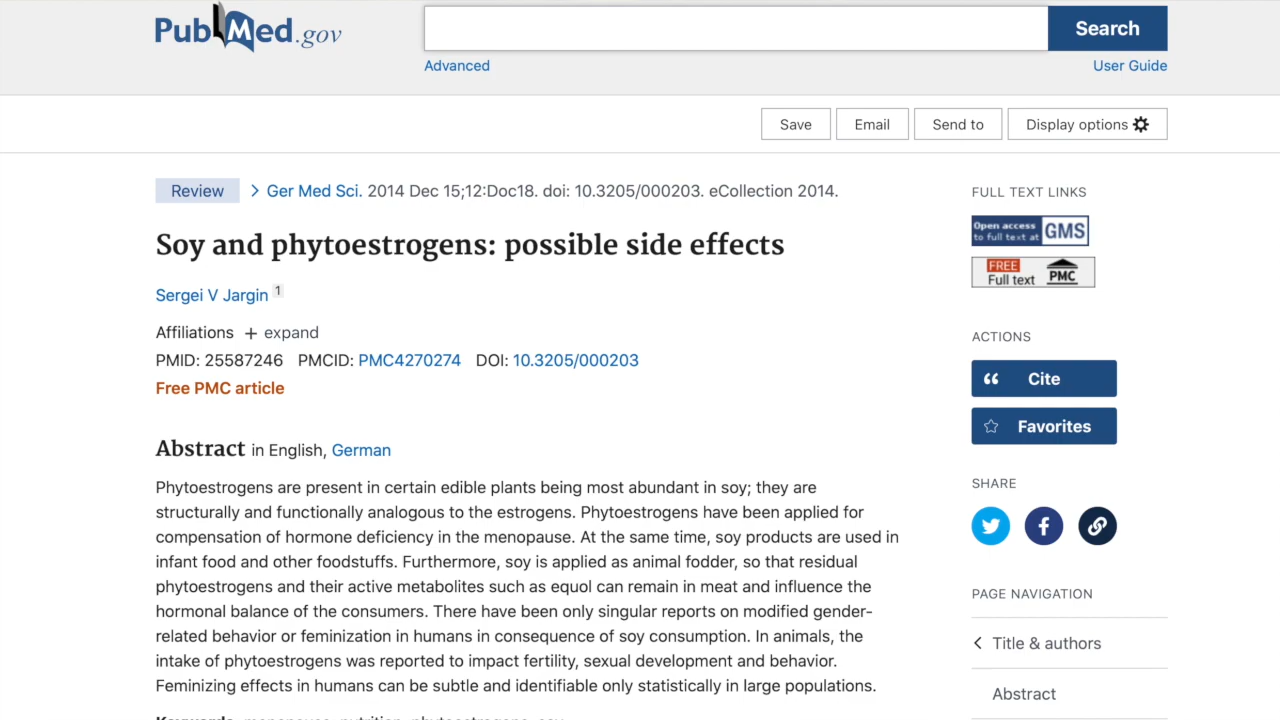 PubMed.gov
Search
Advanced
User Guide
Save
Email
Send to
Display options
Review
Ger Med Sci. 2014 Dec 15;12:Doc18. doi: 10.3205/000203. eCollection 2014.
Soy and phytoestrogens: possible side effects
Sergei V Jargin 1
Affiliations + expand
PMID: 25587246 PMCID: PMC4270274 DOI: 10.3205/000203
Free PMC article
Abstract in English, German
Phytoestrogens are present in certain edible plants being most abundant in soy; they are
structurally and functionally analogous to the estrogens. Phytoestrogens have been applied for
compensation of hormone deficiency in the menopause. At the same time, soy products are used in
infant food and other foodstuffs. Furthermore, soy is applied as animal fodder, so that residual
phytoestrogens and their active metabolites such as equol can remain in meat and influence the
hormonal balance of the consumers. There have been only singular reports on modified gender-
related behavior or feminization in humans in consequence of soy consumption. In animals, the
intake of phytoestrogens was reported to impact fertility, sexual development and behavior.
Feminizing effects in humans can be subtle and identifiable only statistically in large populations.
Keywords: menopause, nutrition, phytoestrogens, soy
FULL TEXT LINKS
Open access
to full text at GMS
FREE
Full text PMC
ACTIONS
Cite
Favorites
SHARE
PAGE NAVIGATION
Title & authors
Abstract